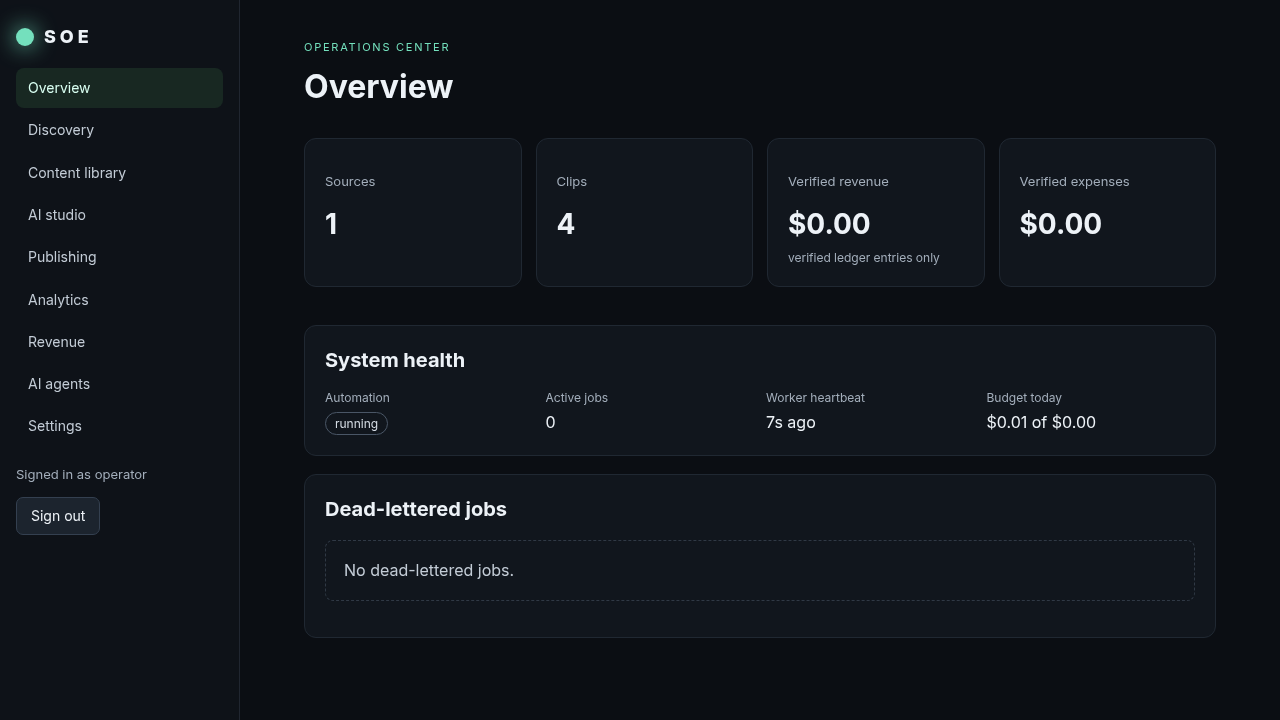 SOE
Overview
Discovery
Content library
AI studio
Publishing
Analytics
Revenue
AI agents
Settings
Signed in as operator
Sign out
OPERATIONS CENTER
Overview
Sources
1
Clips
4
Verified revenue
$0.00
verified ledger entries only
Verified expenses
$0.00
System health
Automation
running
Active jobs
0
Worker heartbeat
7s ago
Budget today
$0.01 of $0.00
Dead-lettered jobs
No dead-lettered jobs.